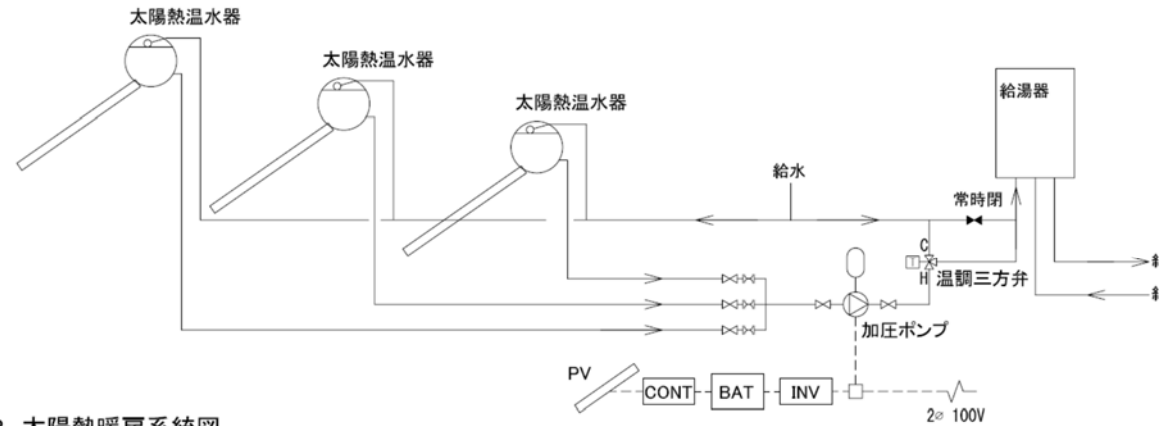 太陽熱温水器
太陽熱温水器
太陽熱温水器
給湯器
給水
常時閉
C
T
H
温調三方弁
加圧ポンプ
PV
CONT
BAT
INV
2⌀ 100V
太陽熱暖房系統図